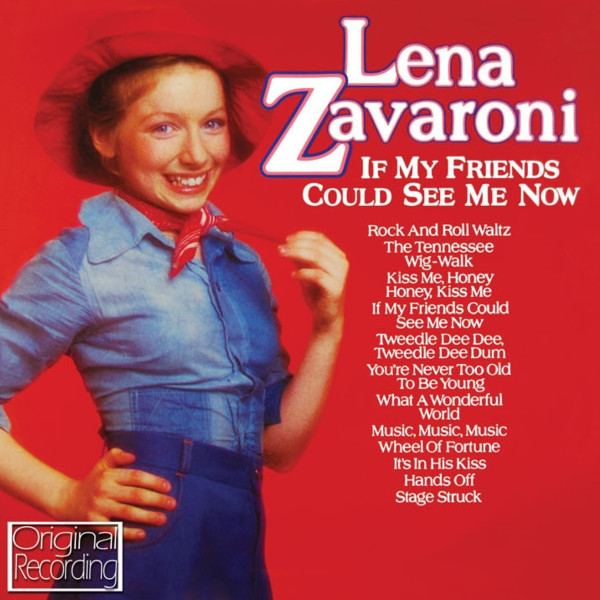 Lena
Zavaroni
IF MY FRIENDS
COULD SEE ME NOW
Rock And Roll Waltz
The Tennessee
Wig-Walk
Kiss Me, Honey
Honey, Kiss Me
If My Friends Could
See Me Now
Tweedle Dee Dee,
Tweedle Dee Dum
You're Never Too Old
To Be Young
What A Wonderful
World
Music, Music, Music
Wheel Of Fortune
It's In His Kiss
Hands Off
Stage Struck
Original
Recording